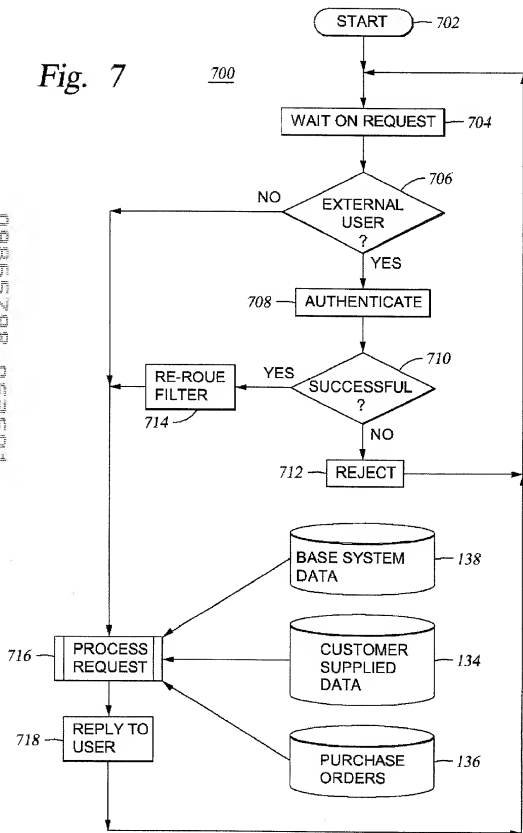 START
702
Fig. 7
700
WAIT ON REQUEST
704
706
NO
EXTERNAL
USER
?
YES
708
AUTHENTICATE
710
RE-ROUE
FILTER
YES
SUCCESSFUL
?
714
NO
712
REJECT
BASE SYSTEM
DATA
138
716
PROCESS
REQUEST
CUSTOMER
SUPPLIED
DATA
134
718
REPLY TO
USER
PURCHASE
ORDERS
136